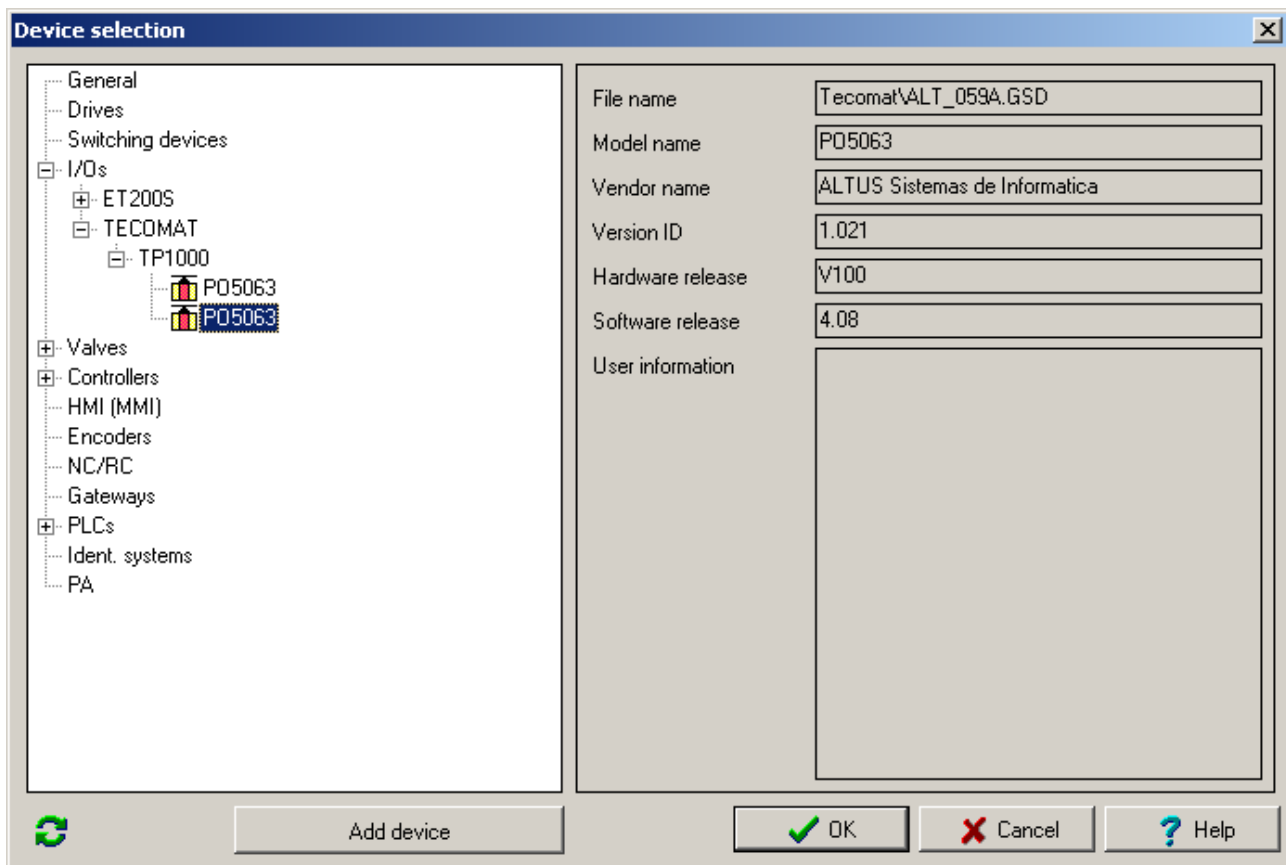 Device selection
General
Drives
Switching devices
I/Os
ET200S
TECOMAT
TP1000
PO5063
PO5063
Valves
Controllers
HMI (MMI)
Encoders
NC/RC
Gateways
PLCs
Ident. systems
PA
File name
Tecomat\ALT_059A.GSD
Model name
PO5063
Vendor name
ALTUS Sistemas de Informatica
Version ID
1.021
Hardware release
V100
Software release
4.08
User information
Add device
OK
Cancel
Help